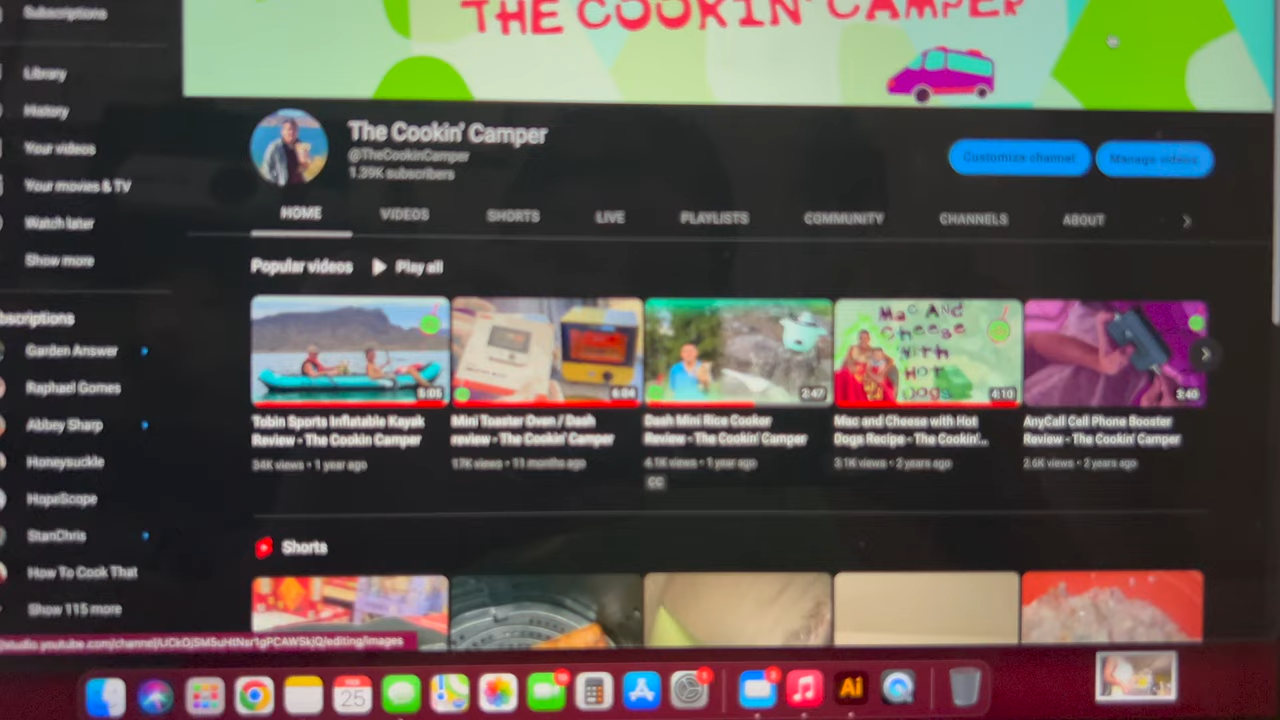 Subscriptions
THE COOKIN' CAMPER
Library
History
Your videos
Your movies & TV
Watch later
Show more
The Cookin' Camper
@TheCookinCamper
1.39K subscribers
Customize channel
Manage videos
HOME
VIDEOS
SHORTS
LIVE
PLAYLISTS
COMMUNITY
CHANNELS
ABOUT
Popular videos
Play all
bscriptions
Garden Answer
Raphael Gomes
Abbey Sharp
Honeysuckle
HopeScope
StanChris
How To Cook That
Show 115 more
5:05
Tobin Sports Inflatable Kayak
Review - The Cookin Camper
34K views • 1 year ago
6:04
Mini Toaster Oven / Dash
review - The Cookin' Camper
17K views • 11 months ago
2:47
Dash Mini Rice Cooker
Review - The Cookin' Camper
4.1K views • 1 year ago
CC
Mac And
Cheese
With
Hot
Dogs
4:10
Mac and Cheese with Hot
Dogs Recipe - The Cookin'...
3.1K views • 2 years ago
3:40
AnyCall Cell Phone Booster
Review - The Cookin' Camper
2.6K views • 2 years ago
Shorts
25
Ai